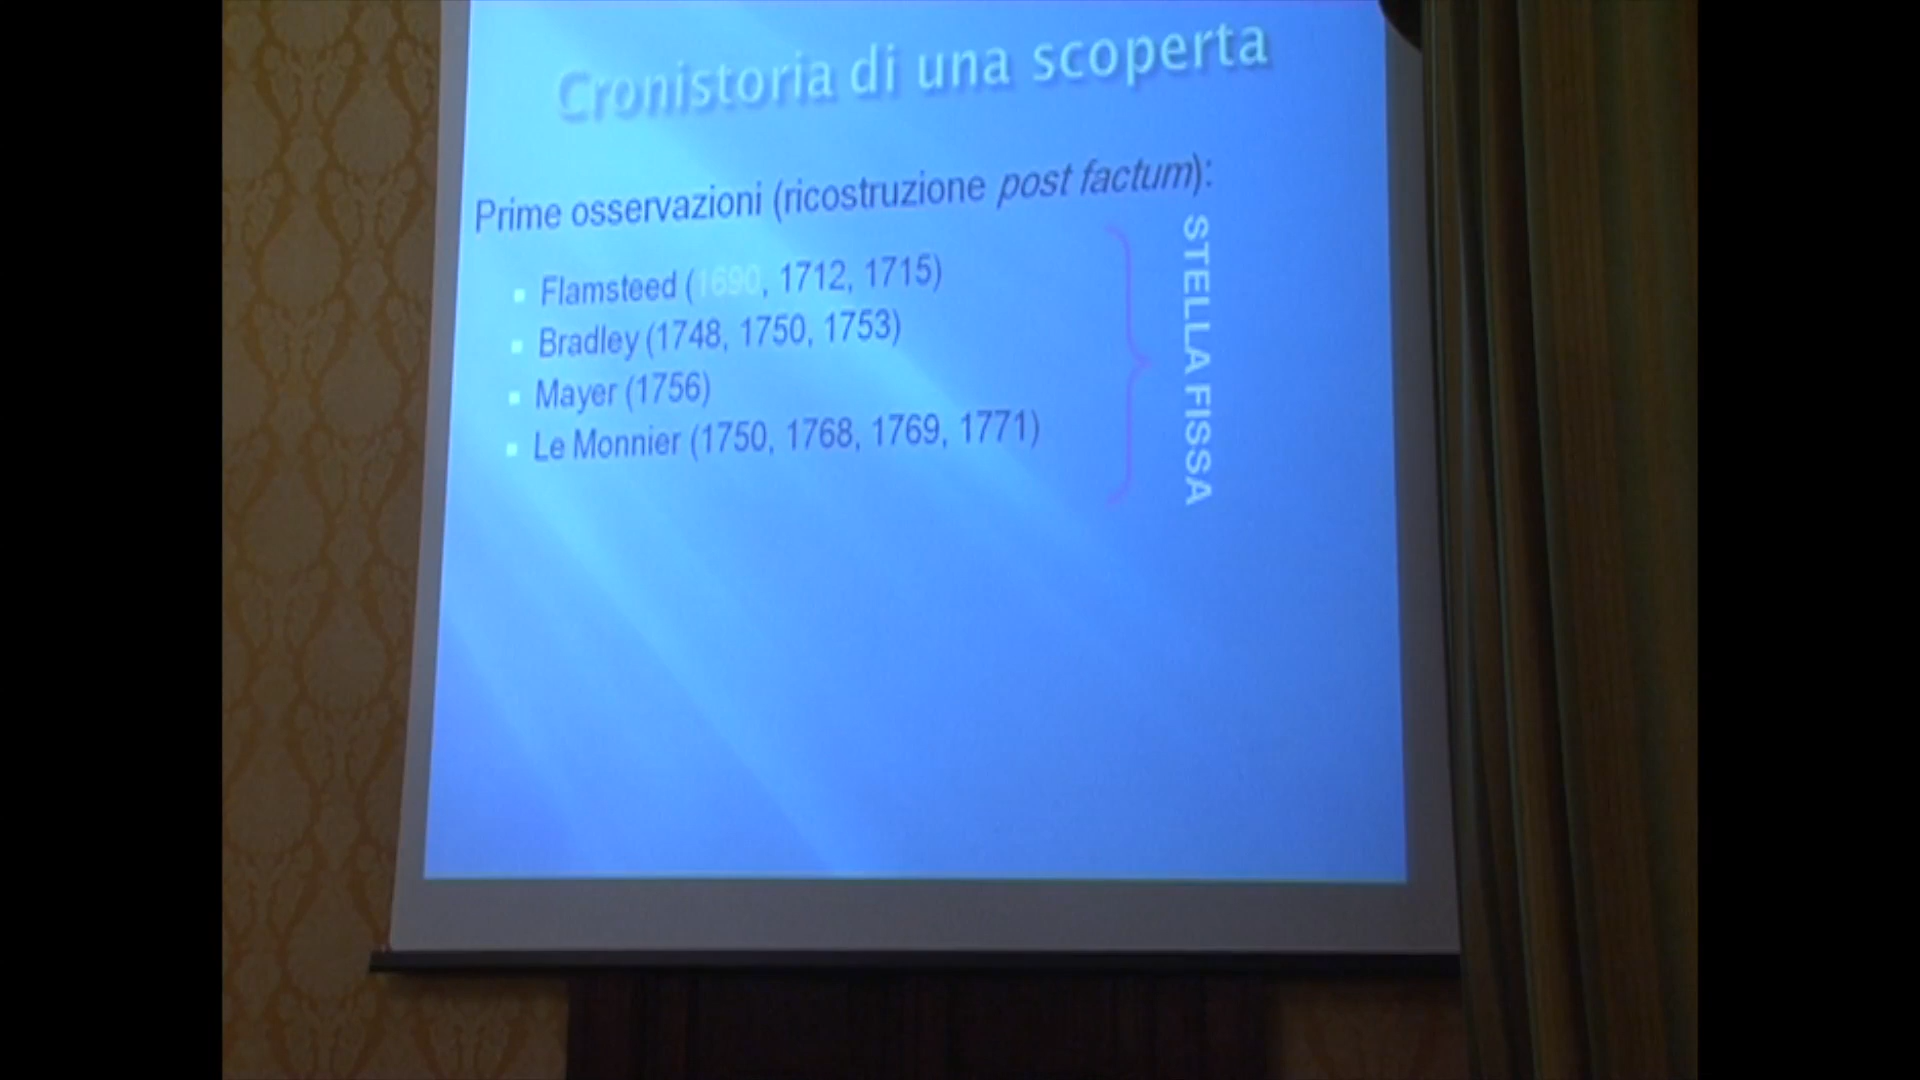 Cronistoria di una scoperta
Prime osservazioni (ricostruzione post factum):
Flamsteed (1690, 1712, 1715)
Bradley (1748, 1750, 1753)
Mayer (1756)
Le Monnier (1750, 1768, 1769, 1771)
STELLA FISSA